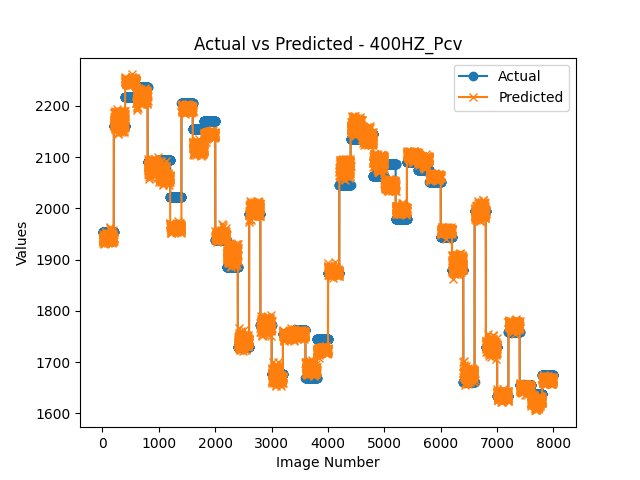 Actual vs Predicted - 400HZ_Pcv
Actual
Predicted
Values
2200
2100
2000
1900
1800
1700
1600
0 1000 2000 3000 4000 5000 6000 7000 8000
Image Number